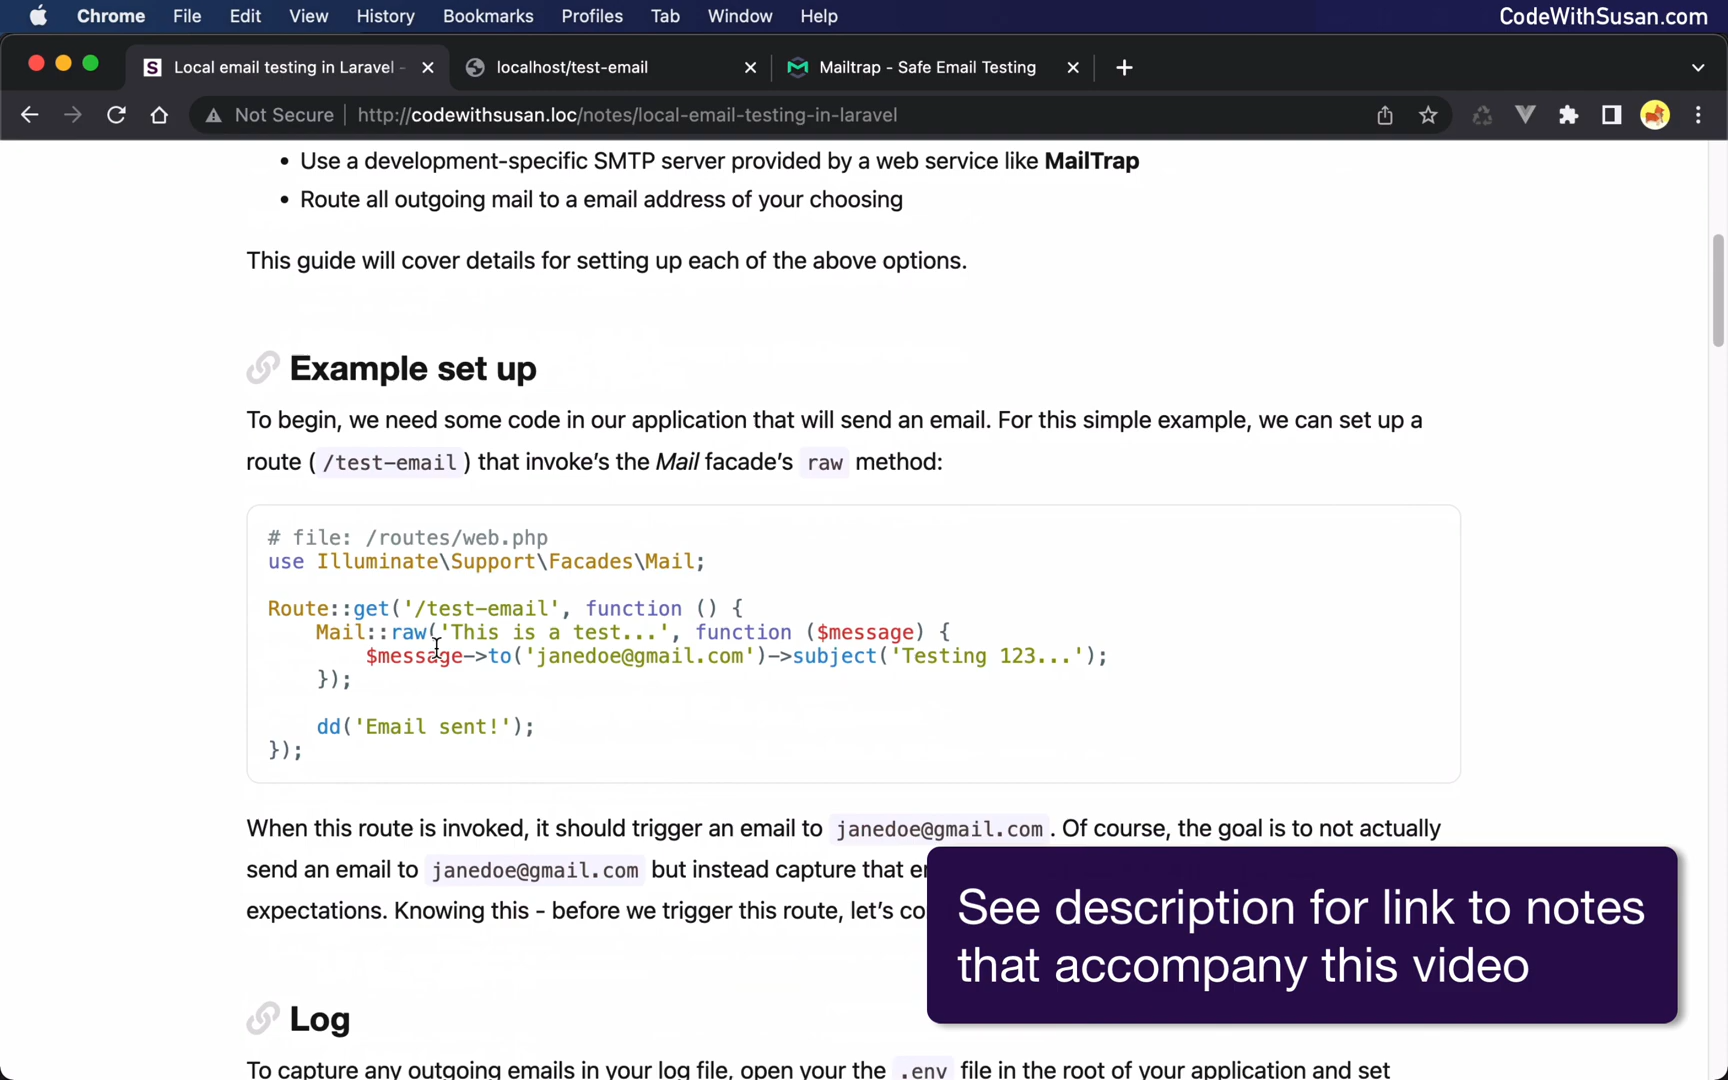 Chrome File Edit View History Bookmarks Profiles Tab Window Help CodeWithSusan.com
S Local email testing in Laravel - localhost/test-email Mailtrap - Safe Email Testing
Not Secure http://codewithsusan.loc/notes/local-email-testing-in-laravel
• Use a development-specific SMTP server provided by a web service like MailTrap
• Route all outgoing mail to a email address of your choosing
This guide will cover details for setting up each of the above options.
Example set up
To begin, we need some code in our application that will send an email. For this simple example, we can set up a
route ( /test-email ) that invoke’s the Mail facade’s raw method:
# file: /routes/web.php
use Illuminate\Support\Facades\Mail;
Route::get('/test-email', function () {
Mail::raw('This is a test...', function ($message) {
$message->to('janedoe@gmail.com')->subject('Testing 123...');
});
dd('Email sent!');
});
When this route is invoked, it should trigger an email to janedoe@gmail.com . Of course, the goal is to not actually
send an email to janedoe@gmail.com but instead capture that
expectations. Knowing this - before we trigger this route, let’s
See description for link to notes
that accompany this video
Log
To capture any outgoing emails in your log file, open your the .env file in the root of your application and set